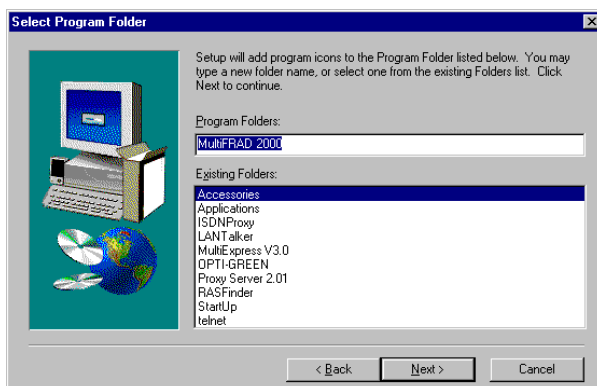 Select Program Folder
Setup will add program icons to the Program Folder listed below. You may
type a new folder name, or select one from the existing Folders list. Click
Next to continue.
Program Folders:
MultiFRAD 2000
Existing Folders:
Accessories
Applications
ISDNProxy
LANTalker
MultiExpress V3.0
OPTI-GREEN
Proxy Server 2.01
RASFinder
StartUp
telnet
< Back
Next >
Cancel